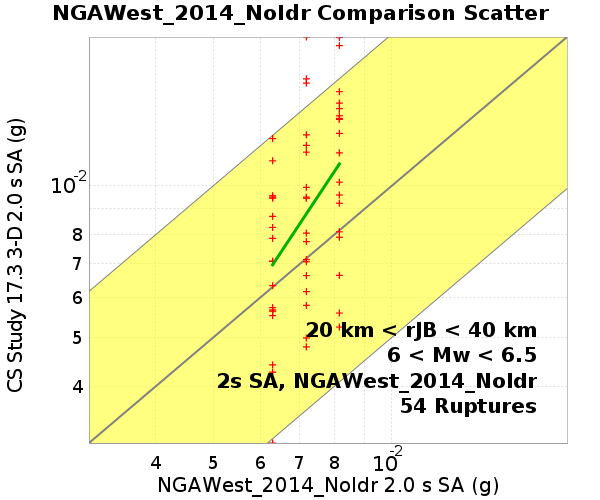 NGAWest_2014_NoIdr Comparison Scatter
CS Study 17.3 3-D 2.0 s SA (g)
10-2
8
7
6
5
4
20 km < rJB < 40 km
6 < Mw < 6.5
2s SA, NGAWest_2014_NoIdr
54 Ruptures
4 5 6 7 8 10-2
NGAWest_2014_NoIdr 2.0 s SA (g)